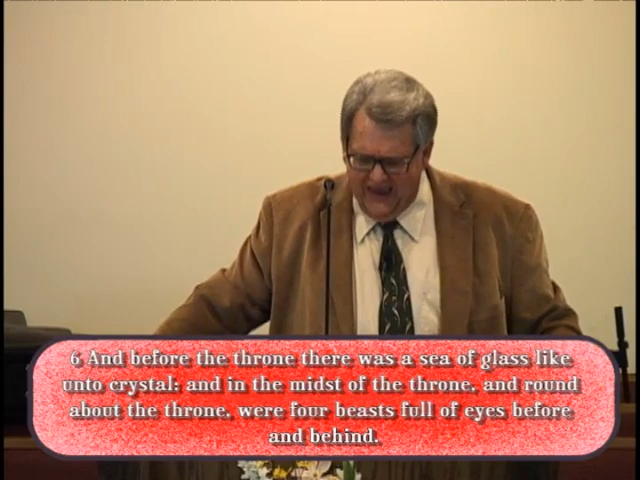 6 And before the throne there was a sea of glass like
unto crystal: and in the midst of the throne, and round
about the throne, were four beasts full of eyes before
and behind.